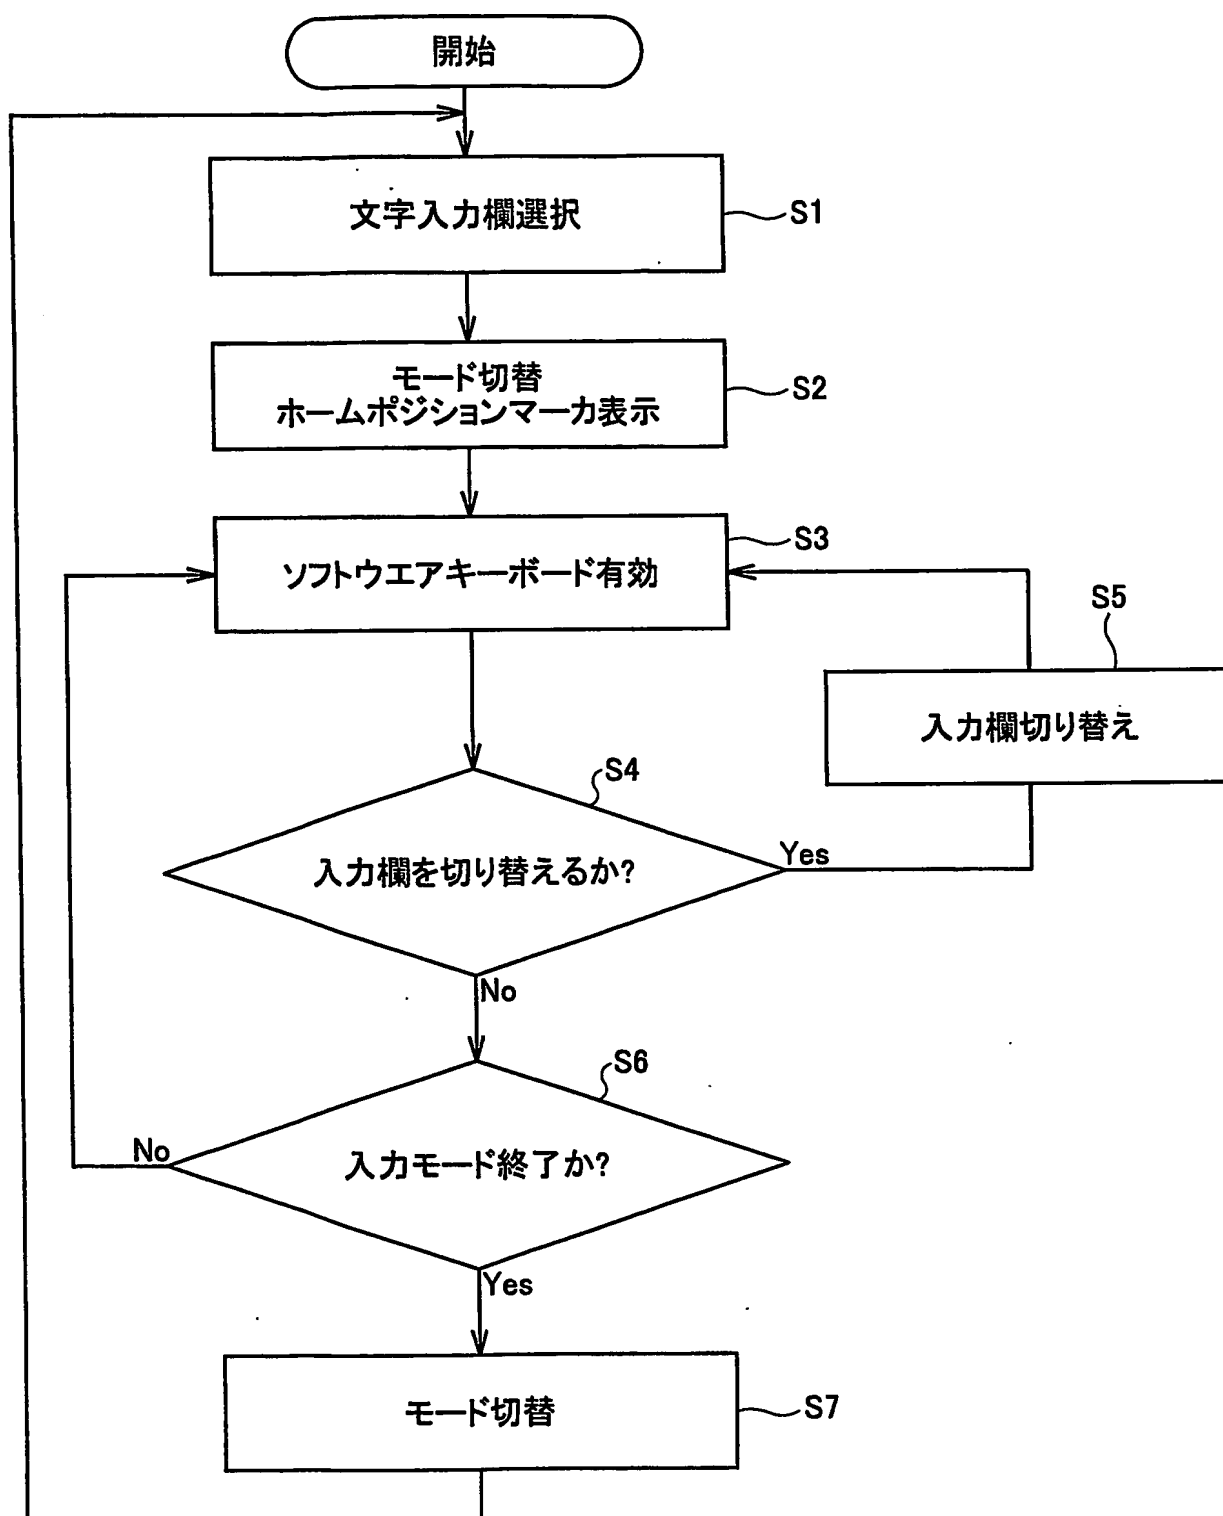 開始
文字入力欄選択
S1
モード切替
ホームポジションマーカ表示
S2
ソフトウエアキーボード有効
S3
S5
入力欄切り替え
S4
入力欄を切り替えるか?
Yes
No
S6
入力モード終了か?
No
Yes
モード切替
S7